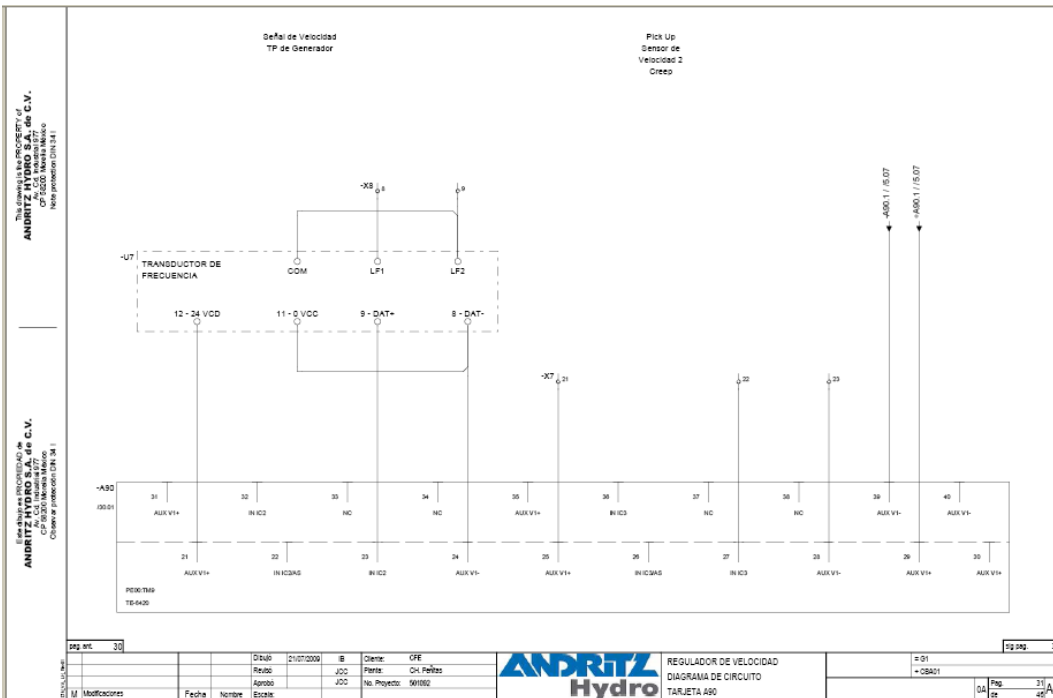 Señal de Velocidad
TP de Generador
Pick Up
Sensor de
Velocidad 2
Creep
This drawing is the PROPERTY of
ANDRITZ HYDRO S.A. de C.V.
Av. Cd. Industrial 977
CP 58200 Morelia México
Note protection DIN 34 !
Este dibujo es PROPIEDAD de
ANDRITZ HYDRO S.A. de C.V.
Av. Cd. Industrial 977
CP 58200 Morelia México
Observar protección DIN 34 !
-X8 8 9
-A90.1 / /5.07
+A90.1 / /5.07
-U7 TRANSDUCTOR DE
FRECUENCIA
COM LF1 LF2
12 - 24 VCD 11 - 0 VCC 9 - DAT+ 8 - DAT-
-X7 21 22 23
-A90
/30.01
31 32 33 34 35 36 37 38 39 40
AUX V1+ IN IC2 NC NC AUX V1+ IN IC3 NC NC AUX V1- AUX V1-
21 22 23 24 25 26 27 28 29 30
AUX V1+ IN IC2/AS IN IC2 AUX V1- AUX V1+ IN IC3/AS IN IC3 AUX V1- AUX V1+ AUX V1+
TB-6420
pag. ant. 30
sig pag.
Dibujo 21/07/2009 IB Cliente: CFE
Revisó JCC Planta: CH. Peñitas
Aprobó JCC No. Proyecto: 501092
M Modificaciones Fecha Nombre Escala:
ANDRITZ
Hydro
REGULADOR DE VELOCIDAD
DIAGRAMA DE CIRCUITO
TARJETA A90
= G1
+ CBA01
0A Pag. 31 A
de